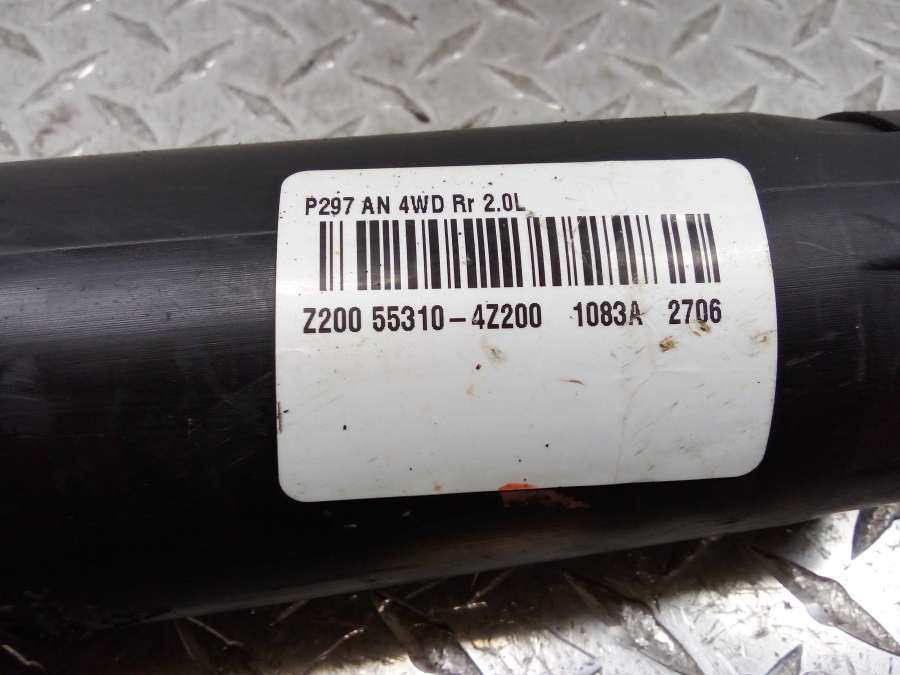 P297 AN 4WD Rr 2.0L
Z200 55310-4Z200 1083A 2706